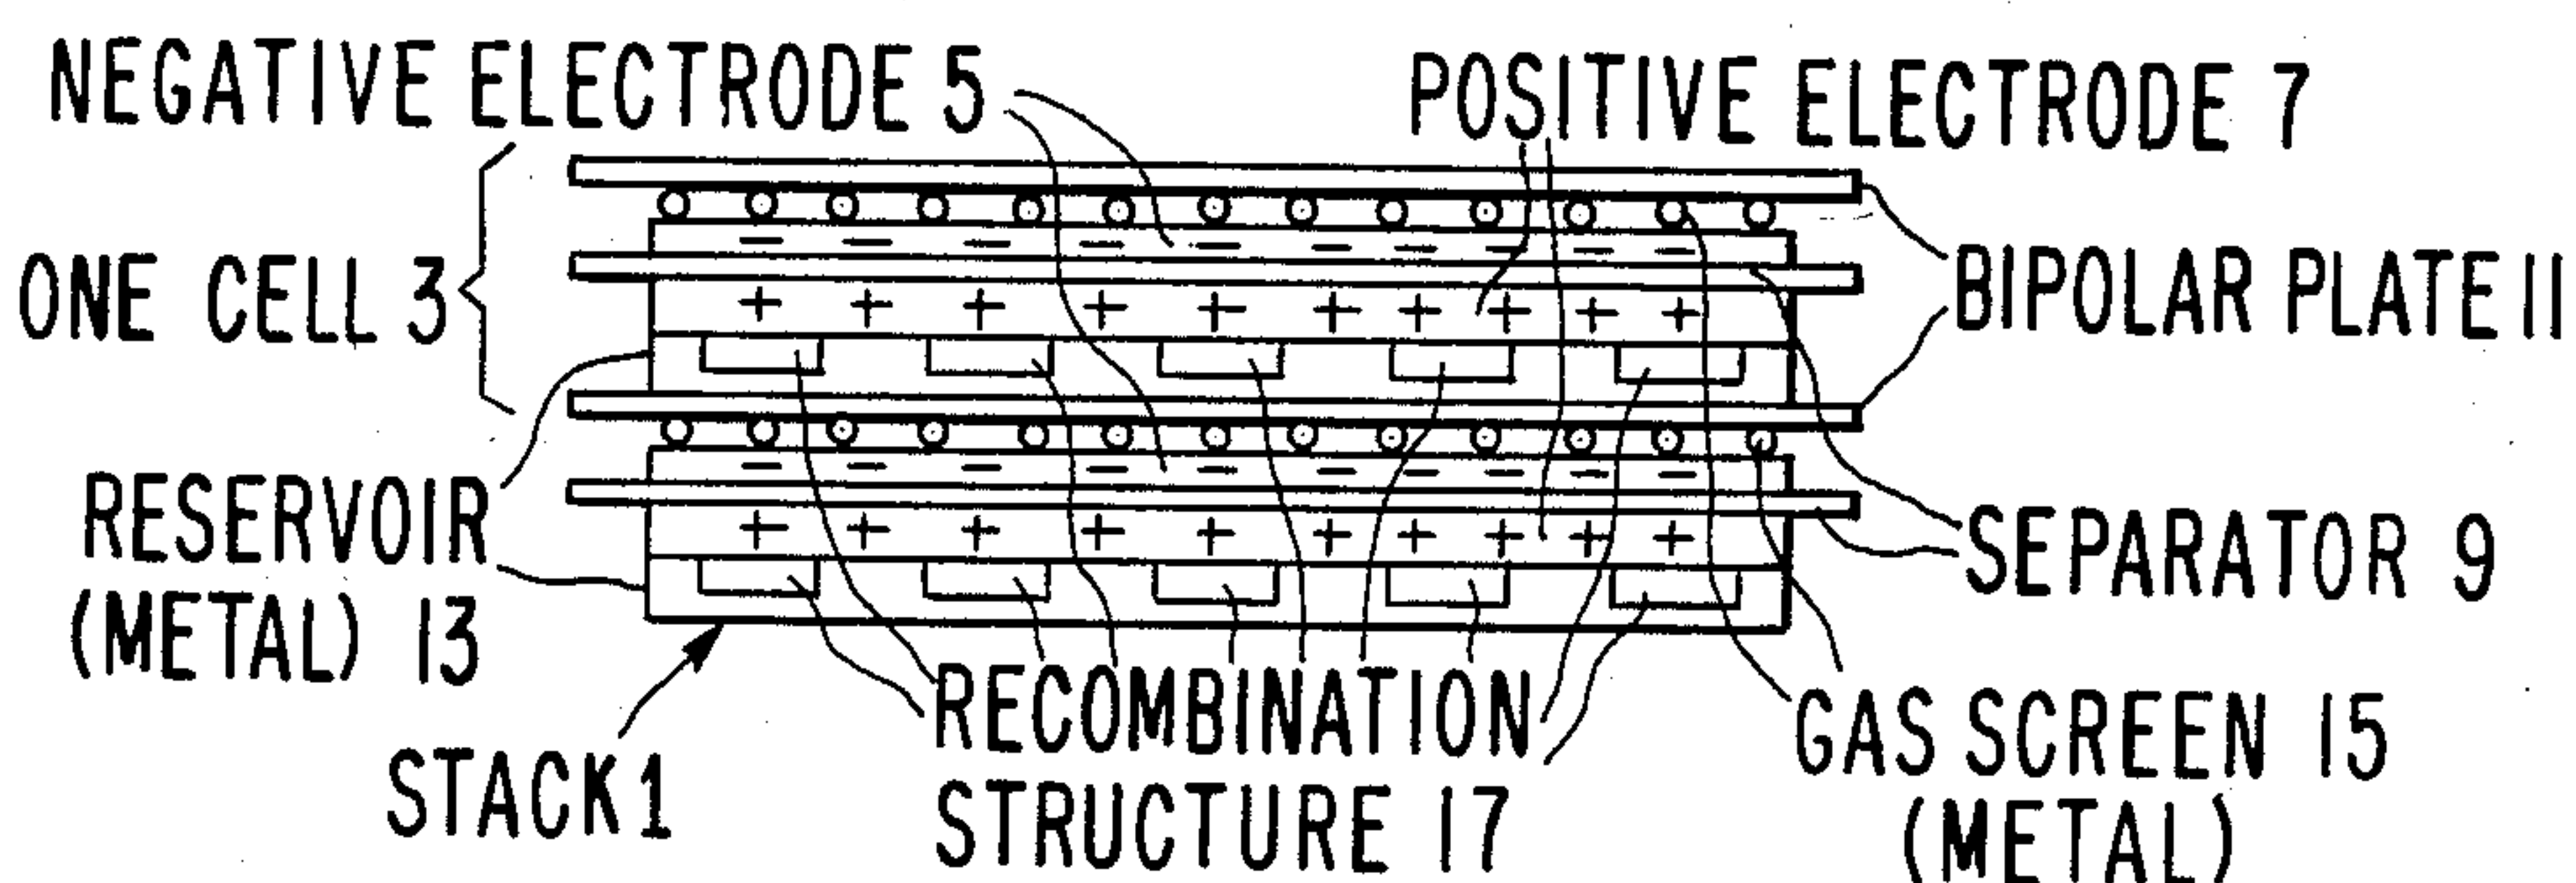 NEGATIVE ELECTRODE 5
POSITIVE ELECTRODE 7
ONE CELL 3
BIPOLAR PLATE 11
RESERVOIR
(METAL) 13
SEPARATOR 9
STACK 1
RECOMBINATION
STRUCTURE 17
GAS SCREEN 15
(METAL)